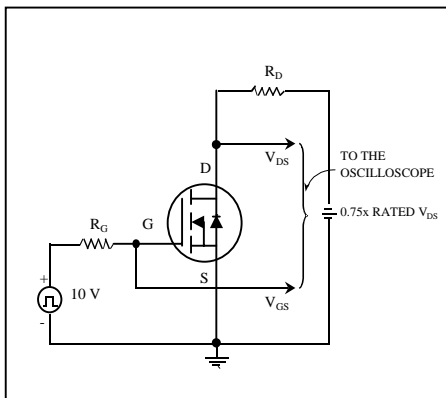 R_D
D
V_DS
TO THE
OSCILLOSCOPE
R_G
G
0.75x RATED V_DS
S
+
10 V
V_GS
-